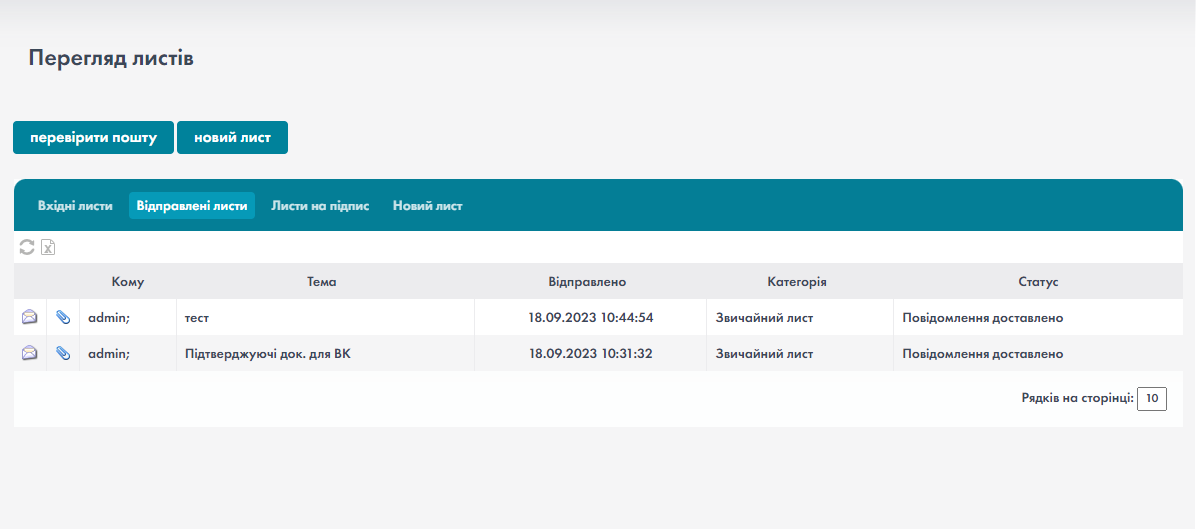 Перегляд листів
перевірити пошту новий лист
Вхідні листи Відправлені листи Листи на підпис Новий лист
Кому Тема Відправлено Категорія Статус
admin; тест 18.09.2023 10:44:54 Звичайний лист Повідомлення доставлено
admin; Підтверджуючі док. для ВК 18.09.2023 10:31:32 Звичайний лист Повідомлення доставлено
Рядків на сторінці: 10